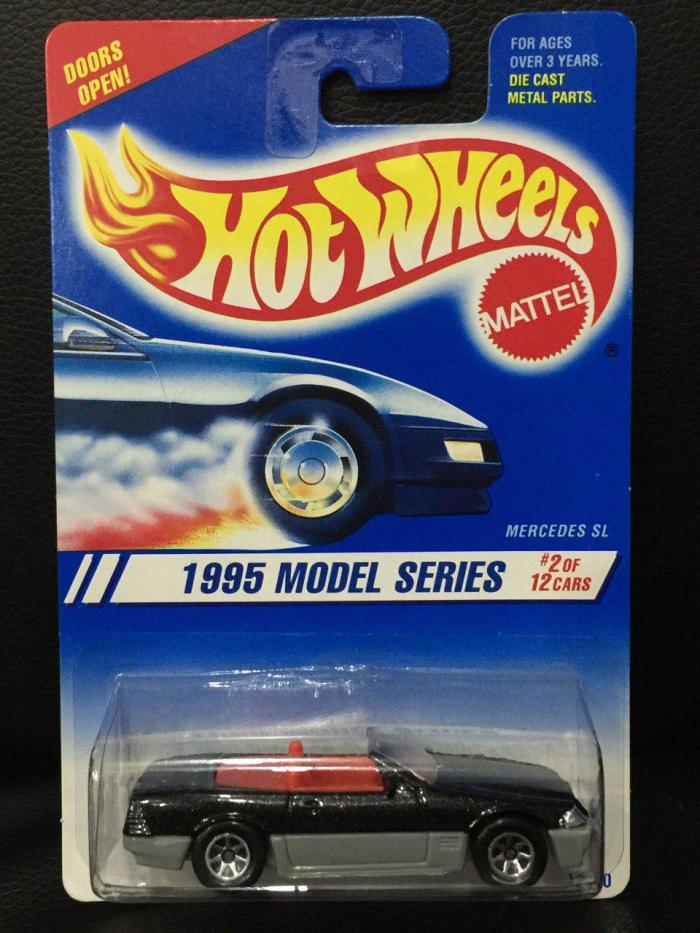 DOORS
OPEN!
FOR AGES
OVER 3 YEARS.
DIE CAST
METAL PARTS.
Hot Wheels
MATTEL
®
MERCEDES SL
1995 MODEL SERIES
#2 OF
12 CARS